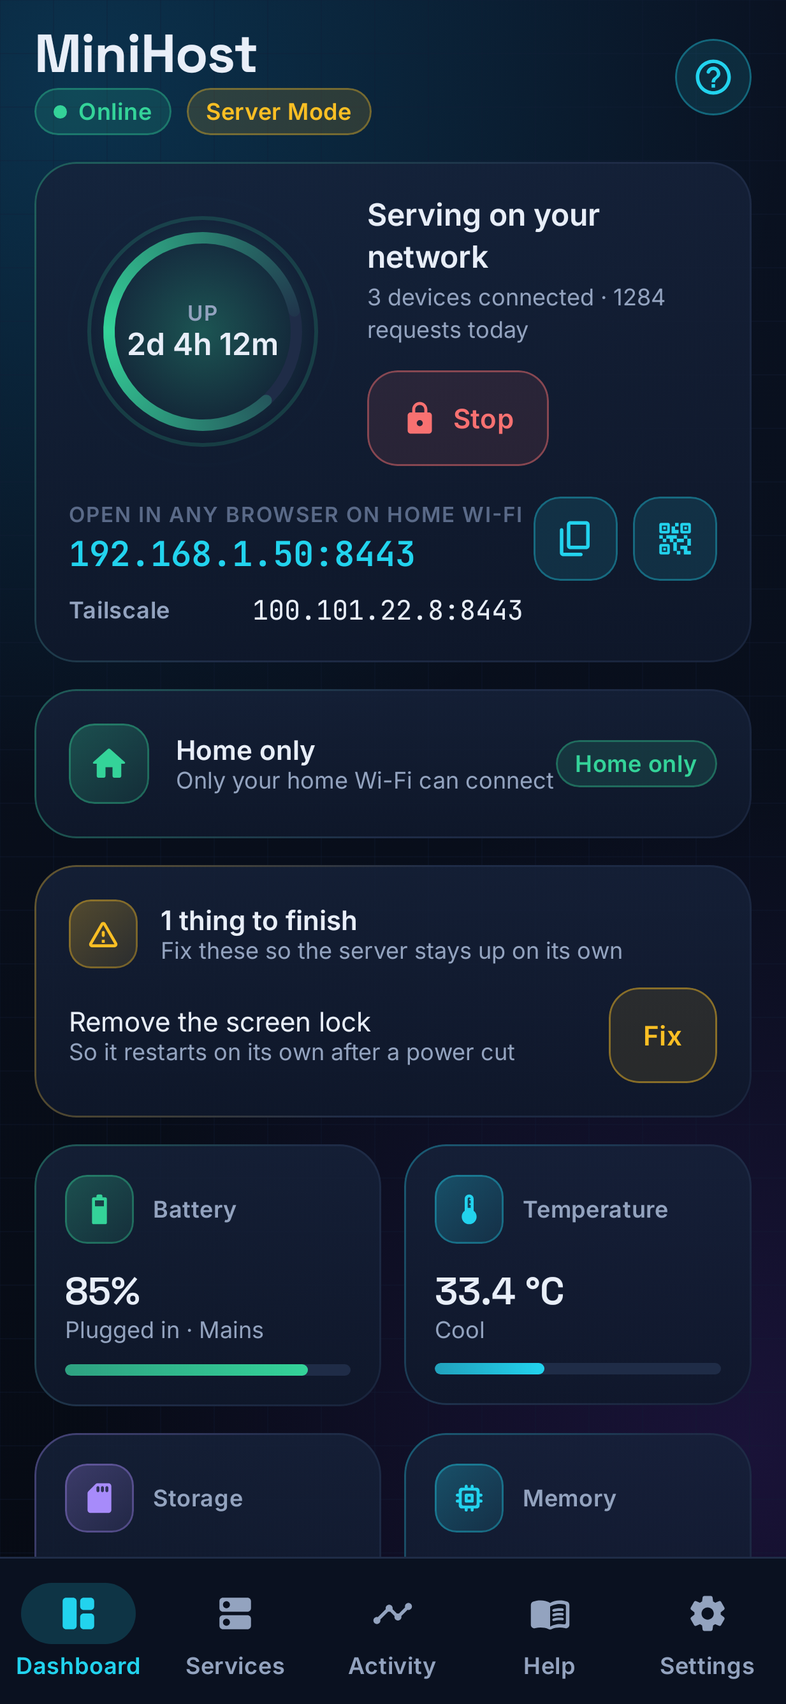 MiniHost
Online
Server Mode
Serving on your
network
3 devices connected · 1284
requests today
UP
2d 4h 12m
Stop
OPEN IN ANY BROWSER ON HOME WI-FI
192.168.1.50:8443
Tailscale 100.101.22.8:8443
Home only
Only your home Wi-Fi can connect
Home only
1 thing to finish
Fix these so the server stays up on its own
Remove the screen lock
So it restarts on its own after a power cut
Fix
Battery
85%
Plugged in · Mains
Temperature
33.4 °C
Cool
Storage
Memory
Dashboard
Services
Activity
Help
Settings